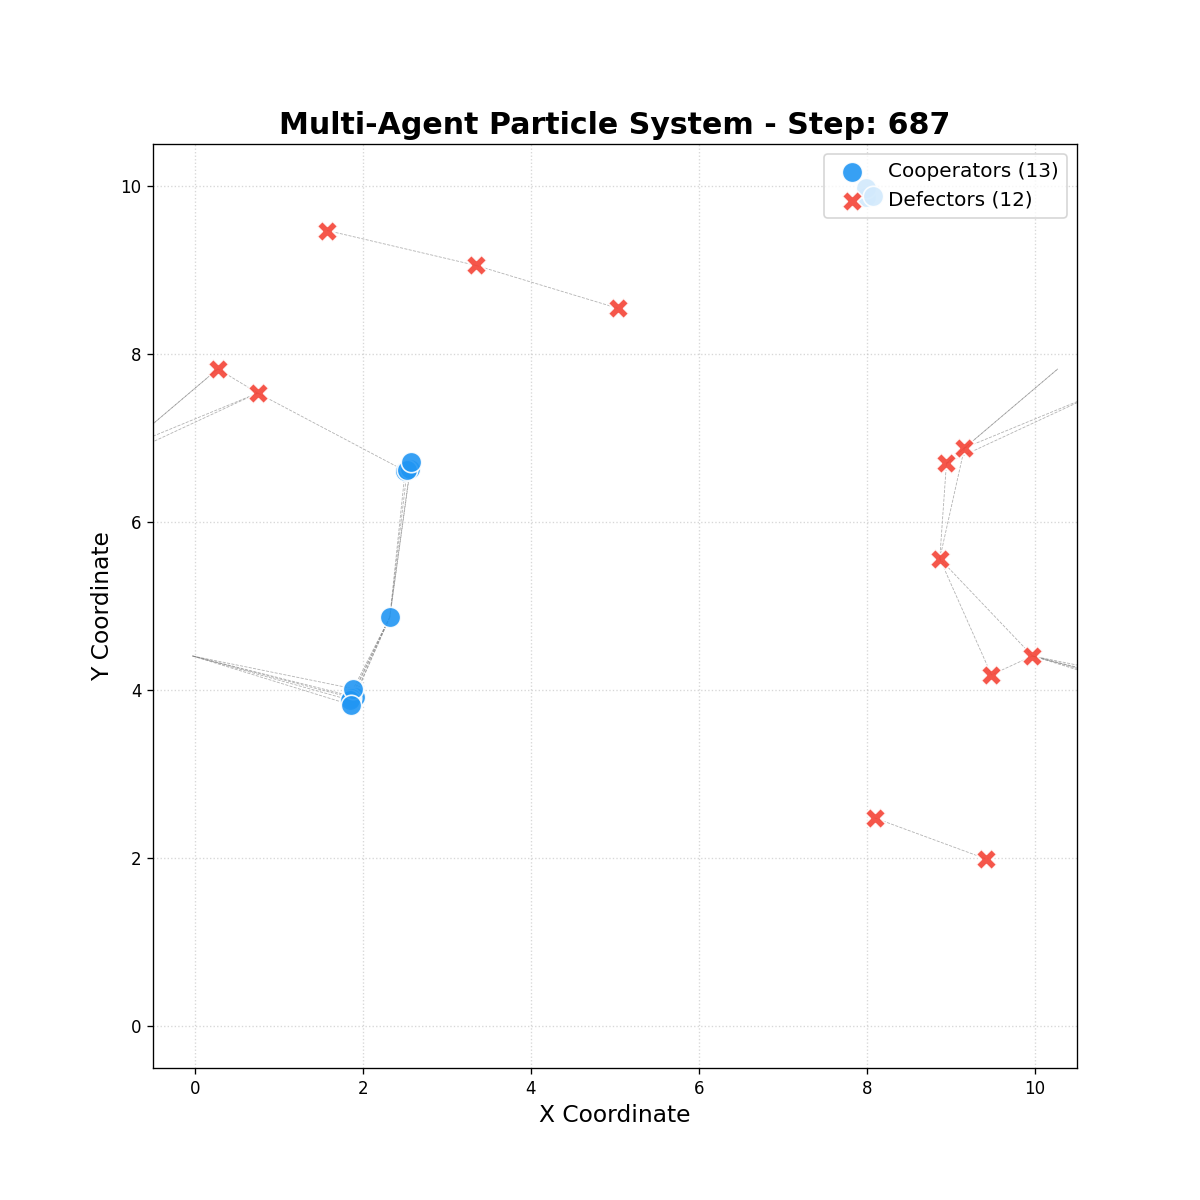 Multi-Agent Particle System - Step: 687
Cooperators (13)
Defectors (12)
10
8
6
4
2
0
Y Coordinate
0 2 4 6 8 10
X Coordinate